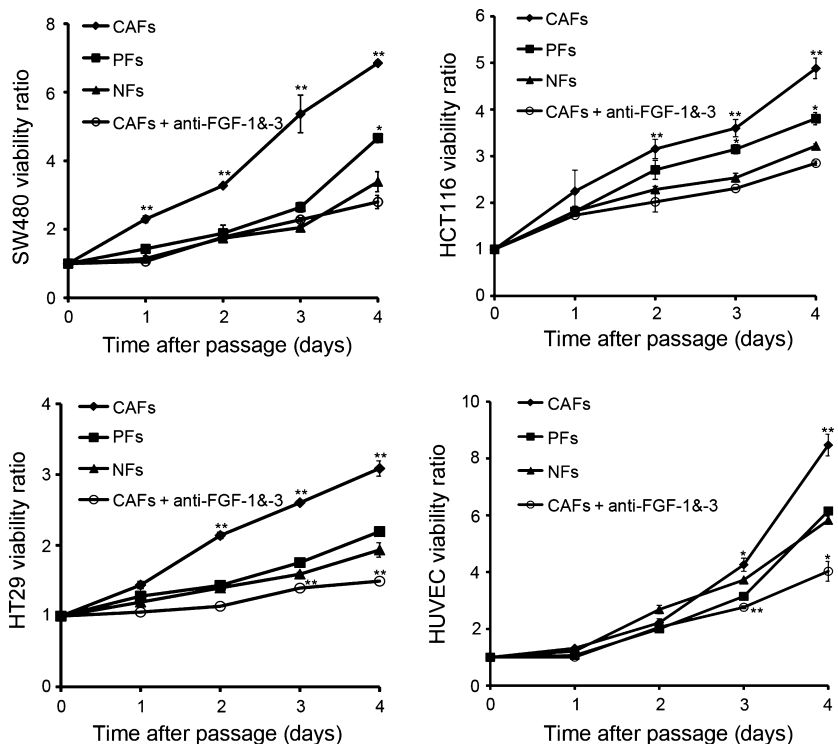 SW480 viability ratio
8
6
4
2
0
CAFs
PFs
NFs
CAFs + anti-FGF-1&-3
**
**
**
**
*
0 1 2 3 4
Time after passage (days)
HCT116 viability ratio
6
5
4
3
2
1
0
CAFs
PFs
NFs
CAFs + anti-FGF-1&-3
**
**
**
*
*
0 1 2 3 4
Time after passage (days)
HT29 viability ratio
4
3
2
1
0
CAFs
PFs
NFs
CAFs + anti-FGF-1&-3
**
**
**
**
**
0 1 2 3 4
Time after passage (days)
HUVEC viability ratio
10
8
6
4
2
0
CAFs
PFs
NFs
CAFs + anti-FGF-1&-3
**
*
*
**
0 1 2 3 4
Time after passage (days)